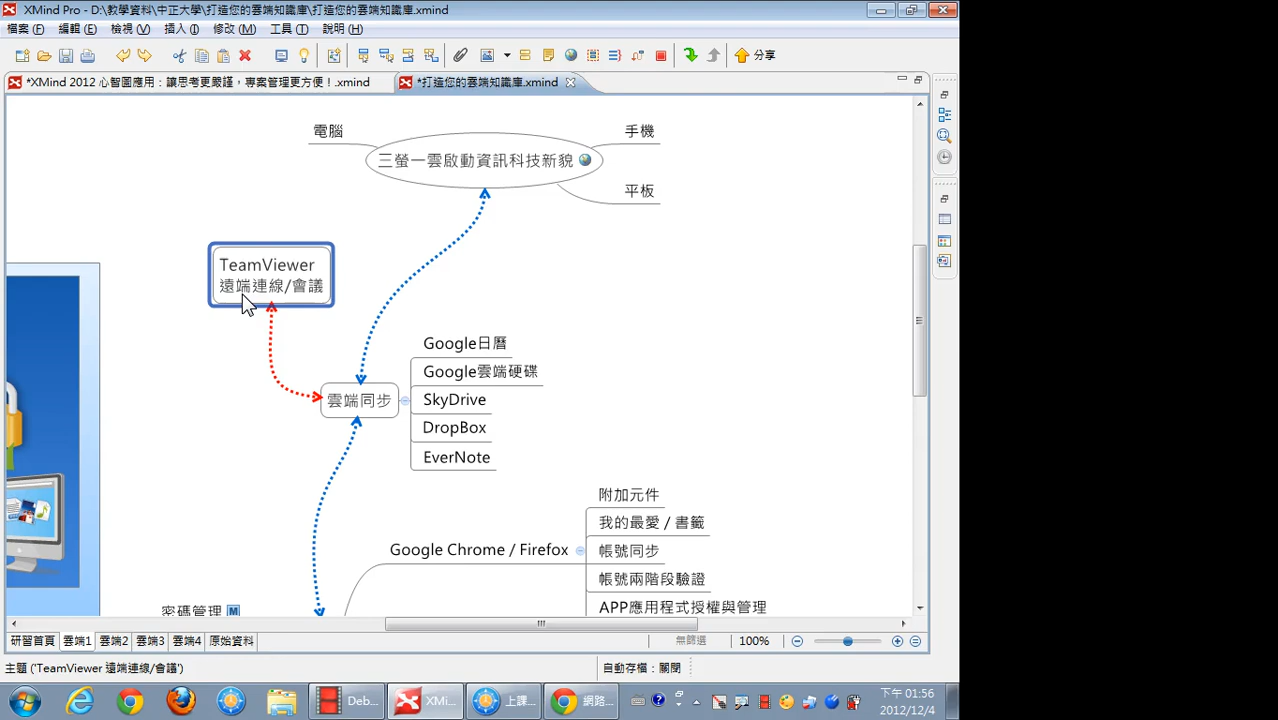 XMind Pro - D:\教學資料\中正大學\打造您的雲端知識庫\打造您的雲端知識庫.xmind
檔案(F) 編輯(E) 檢視(V) 插入(I) 修改(M) 工具(T) 說明(H)
分享
*XMind 2012 心智圖應用：讓思考更嚴謹，專案管理更方便！.xmind
*打造您的雲端知識庫.xmind
電腦
手機
三螢一雲啟動資訊科技新貌
平板
TeamViewer
遠端連線/會議
Google日曆
Google雲端硬碟
雲端同步
SkyDrive
DropBox
EverNote
附加元件
我的最愛 / 書籤
Google Chrome / Firefox
帳號同步
帳號兩階段驗證
密碼管理
APP應用程式授權與管理
研習首頁 雲端1 雲端2 雲端3 雲端4 原始資料
無篩選 100%
主題 ('TeamViewer 遠端連線/會議')
自動存檔：關閉
Deb... XMi... 上課... 網路...
下午 01:56
2012/12/4